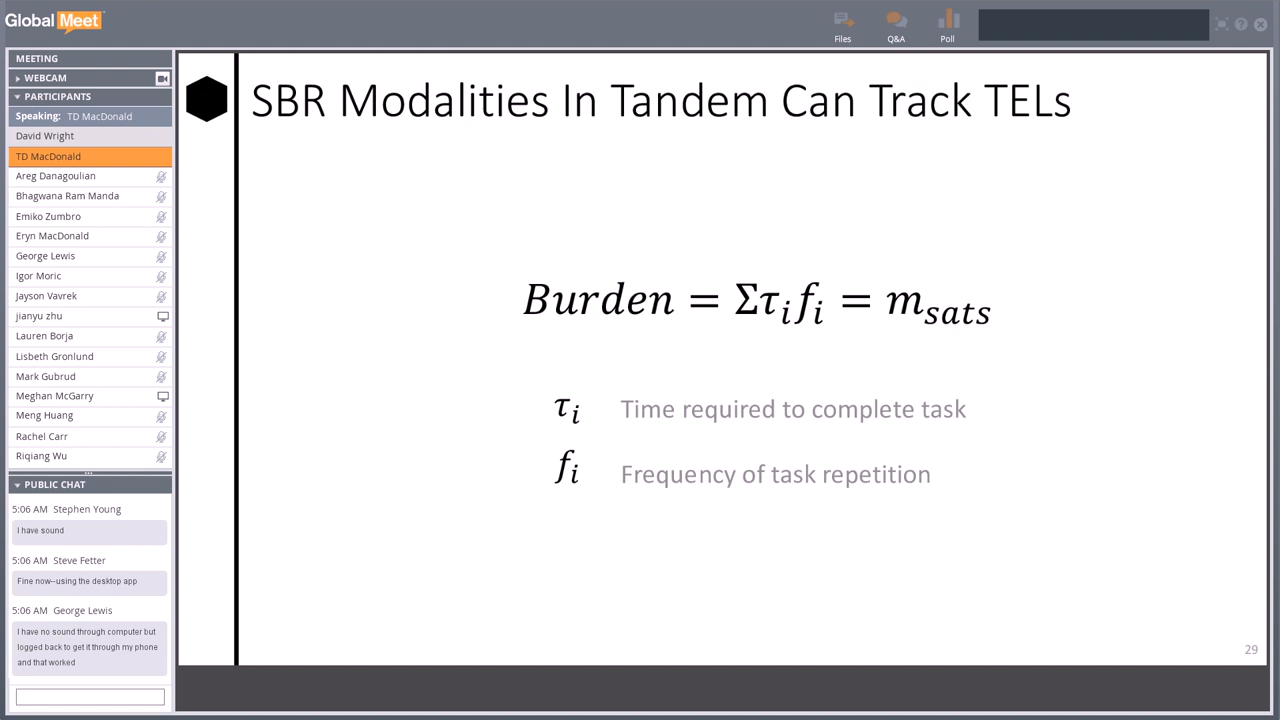 Global Meet
Files
Q&A
Poll
MEETING
WEBCAM
PARTICIPANTS
Speaking: TD MacDonald
David Wright
TD MacDonald
Areg Danagoulian
Bhagwana Ram Manda
Emiko Zumbro
Eryn MacDonald
George Lewis
Igor Moric
Jayson Vavrek
jianyu zhu
Lauren Borja
Lisbeth Gronlund
Mark Gubrud
Meghan McGarry
Meng Huang
Rachel Carr
Riqiang Wu
PUBLIC CHAT
5:06 AM Stephen Young
I have sound
5:06 AM Steve Fetter
Fine now--using the desktop app
5:06 AM George Lewis
I have no sound through computer but
logged back to get it through my phone
and that worked
SBR Modalities In Tandem Can Track TELs
Burden = Στᵢfᵢ = m_sats
τᵢ Time required to complete task
fᵢ Frequency of task repetition
29